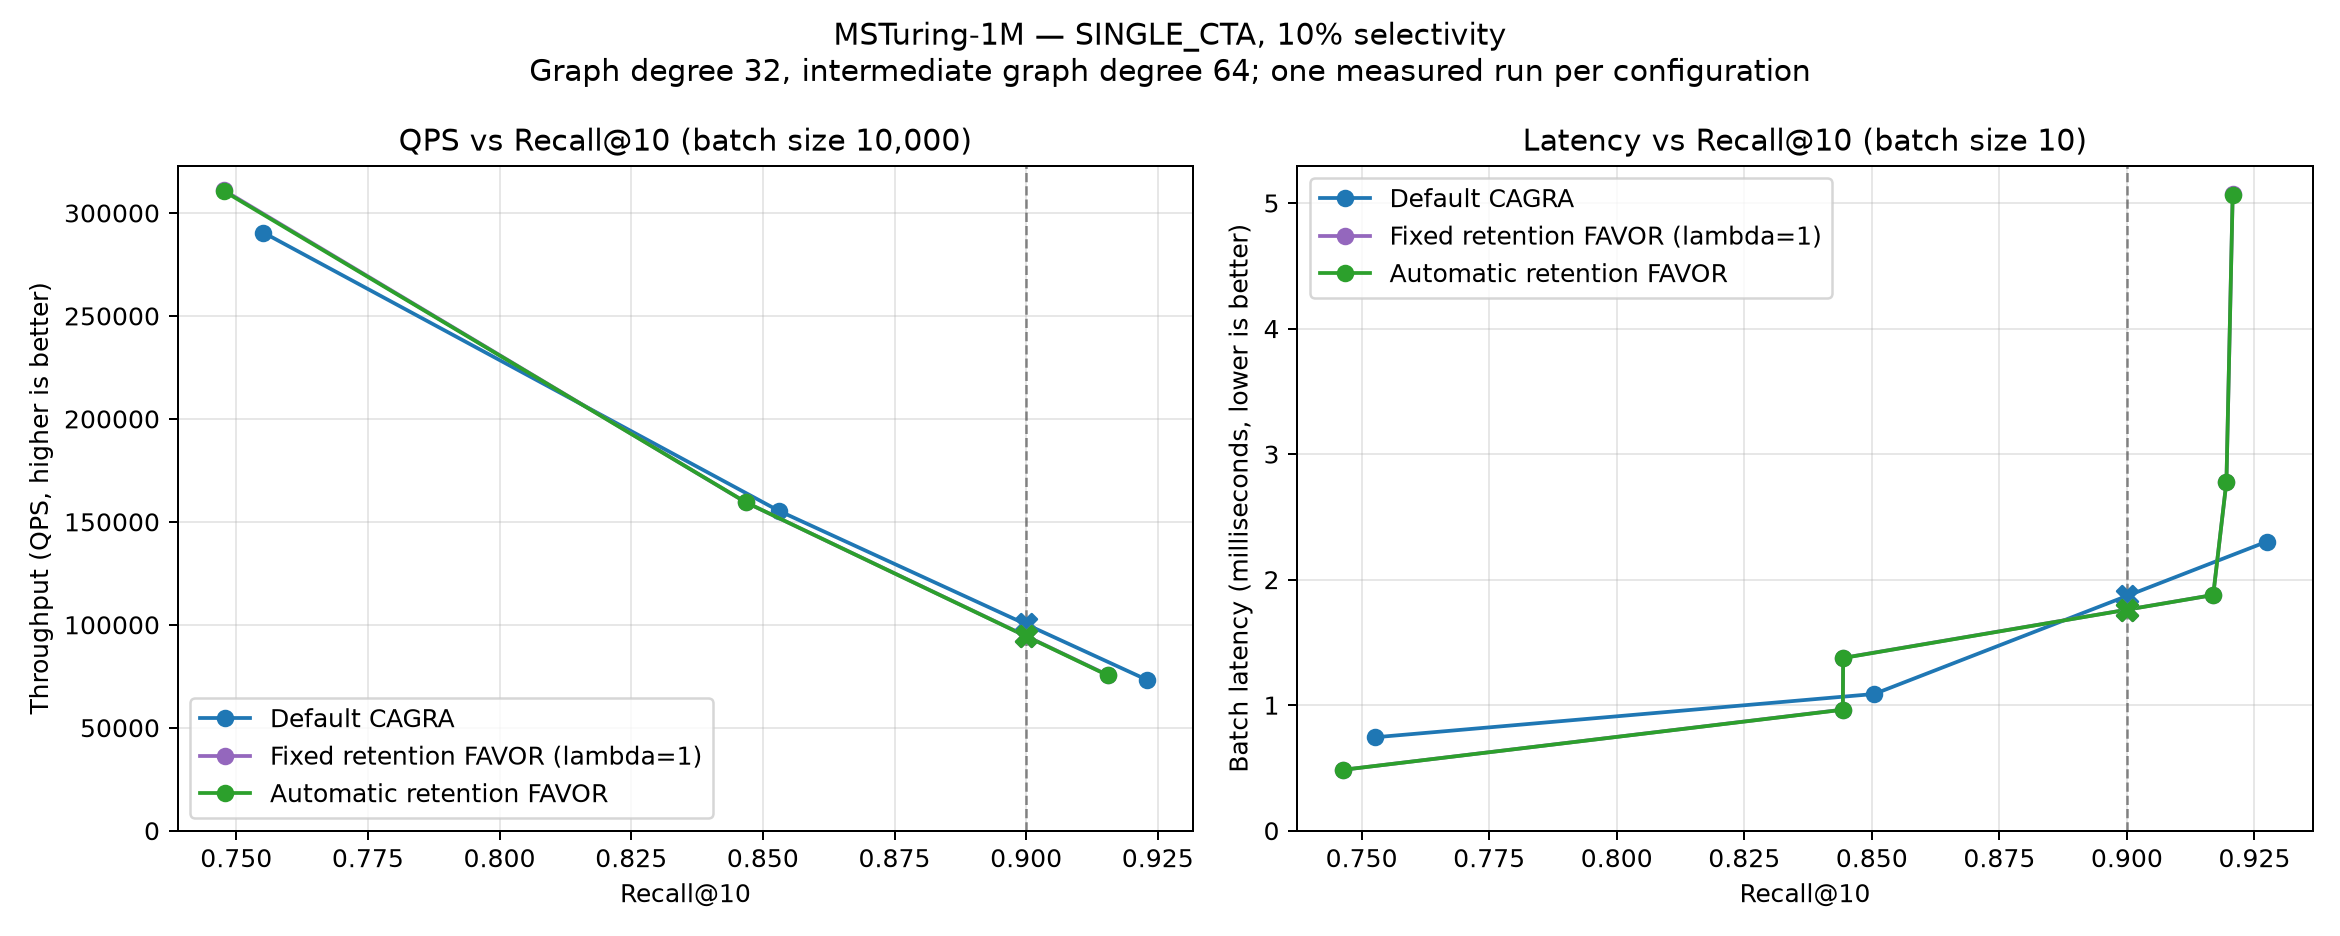 MSTuring-1M — SINGLE_CTA, 10% selectivity
Graph degree 32, intermediate graph degree 64; one measured run per configuration
QPS vs Recall@10 (batch size 10,000)
Throughput (QPS, higher is better)
300000
250000
200000
150000
100000
50000
0
Default CAGRA
Fixed retention FAVOR (lambda=1)
Automatic retention FAVOR
0.750 0.775 0.800 0.825 0.850 0.875 0.900 0.925
Recall@10
Latency vs Recall@10 (batch size 10)
Batch latency (milliseconds, lower is better)
5
4
3
2
1
0
Default CAGRA
Fixed retention FAVOR (lambda=1)
Automatic retention FAVOR
0.750 0.775 0.800 0.825 0.850 0.875 0.900 0.925
Recall@10